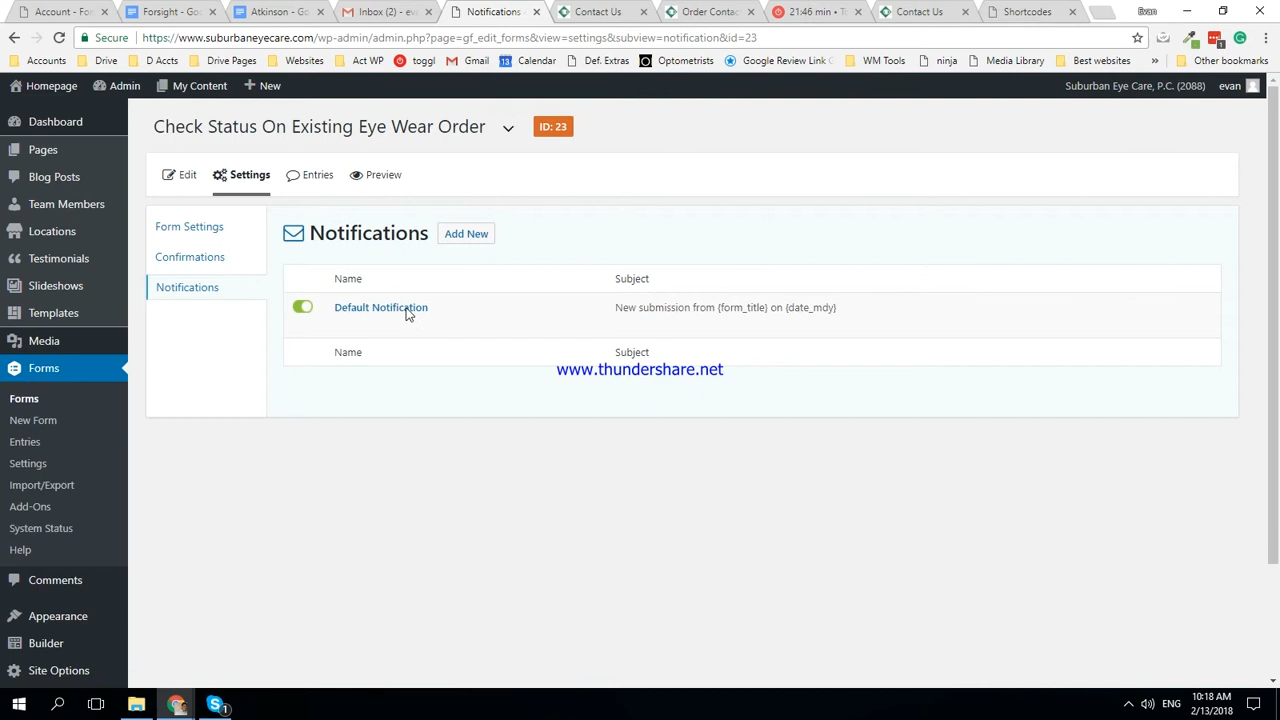 Account - For
Forsight - Go
Atkinson - Go
Inbox (2) - ev
Notifications
Contact Us
Order Contac
21:46 min • To
Contact Us
Shortcodes
Evan
Secure
https://www.suburbaneyecare.com/wp-admin/admin.php?page=gf_edit_forms&view=settings&subview=notification&id=23
Accounts
Drive
D Accts
Drive Pages
Websites
Act WP
toggl
Gmail
Calendar
Def. Extras
Optometrists
Google Review Link
WM Tools
ninja
Media Library
Best websites
»
Other bookmarks
Homepage
Admin
My Content
New
Suburban Eye Care, P.C. (2088)
evan
Dashboard
Pages
Blog Posts
Team Members
Locations
Testimonials
Slideshows
Templates
Media
Forms
Forms
New Form
Entries
Settings
Import/Export
Add-Ons
System Status
Help
Comments
Appearance
Builder
Site Options
Check Status On Existing Eye Wear Order
ID: 23
Edit
Settings
Entries
Preview
Form Settings
Confirmations
Notifications
Notifications
Add New
Name Subject
Default Notification New submission from {form_title} on {date_mdy}
Name Subject
www.thundershare.net
ENG
10:18 AM
2/13/2018